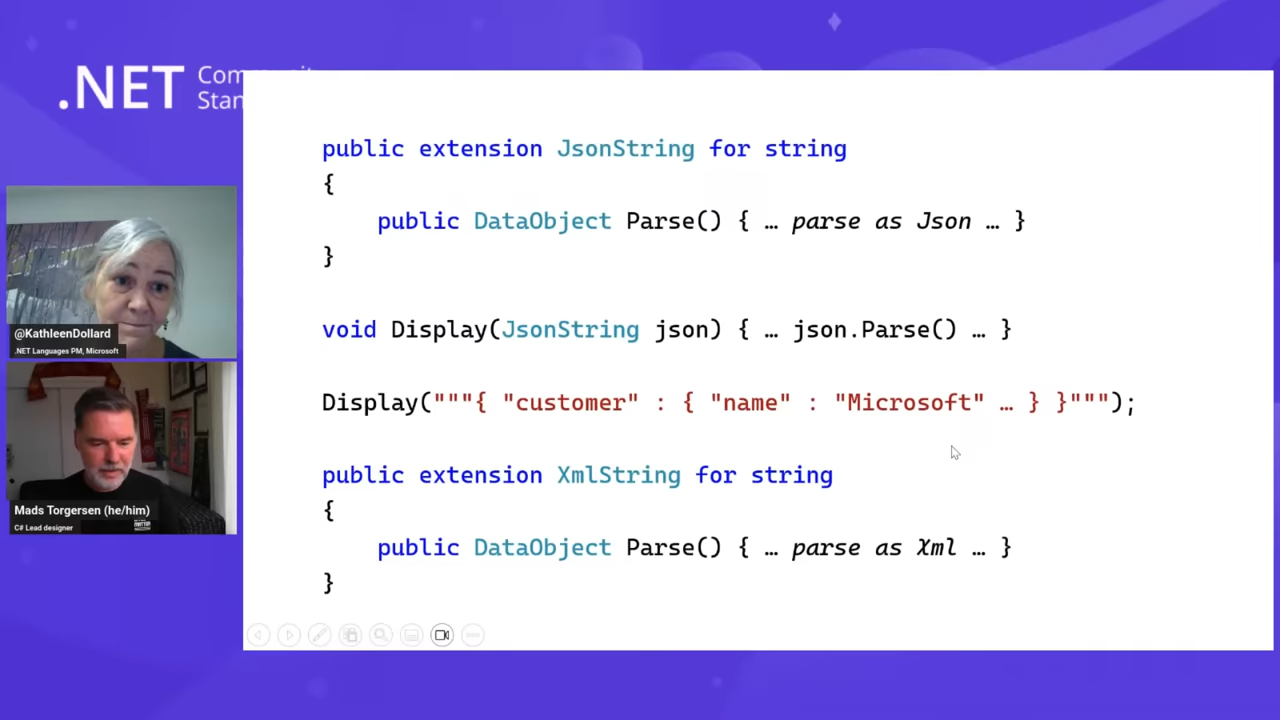 .NET
Com
Stan
public extension JsonString for string
{
public DataObject Parse() { … parse as Json … }
}
void Display(JsonString json) { … json.Parse() … }
Display("""{ "customer" : { "name" : "Microsoft" … } }""");
public extension XmlString for string
{
public DataObject Parse() { … parse as Xml … }
}
@KathleenDollard
.NET Languages PM, Microsoft
Mads Torgersen (he/him)
C# Lead designer